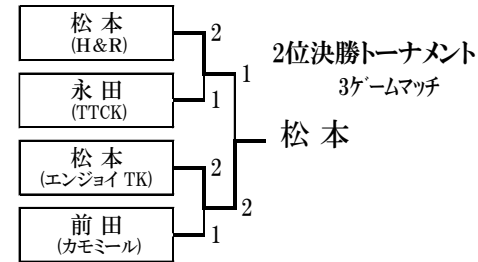 松本
(H&R)
2
永田
(TTCK)
1
1
松本
(エンジョイ TK)
2
前田
(カモミール)
1
2
2位決勝トーナメント
3ゲームマッチ
松本